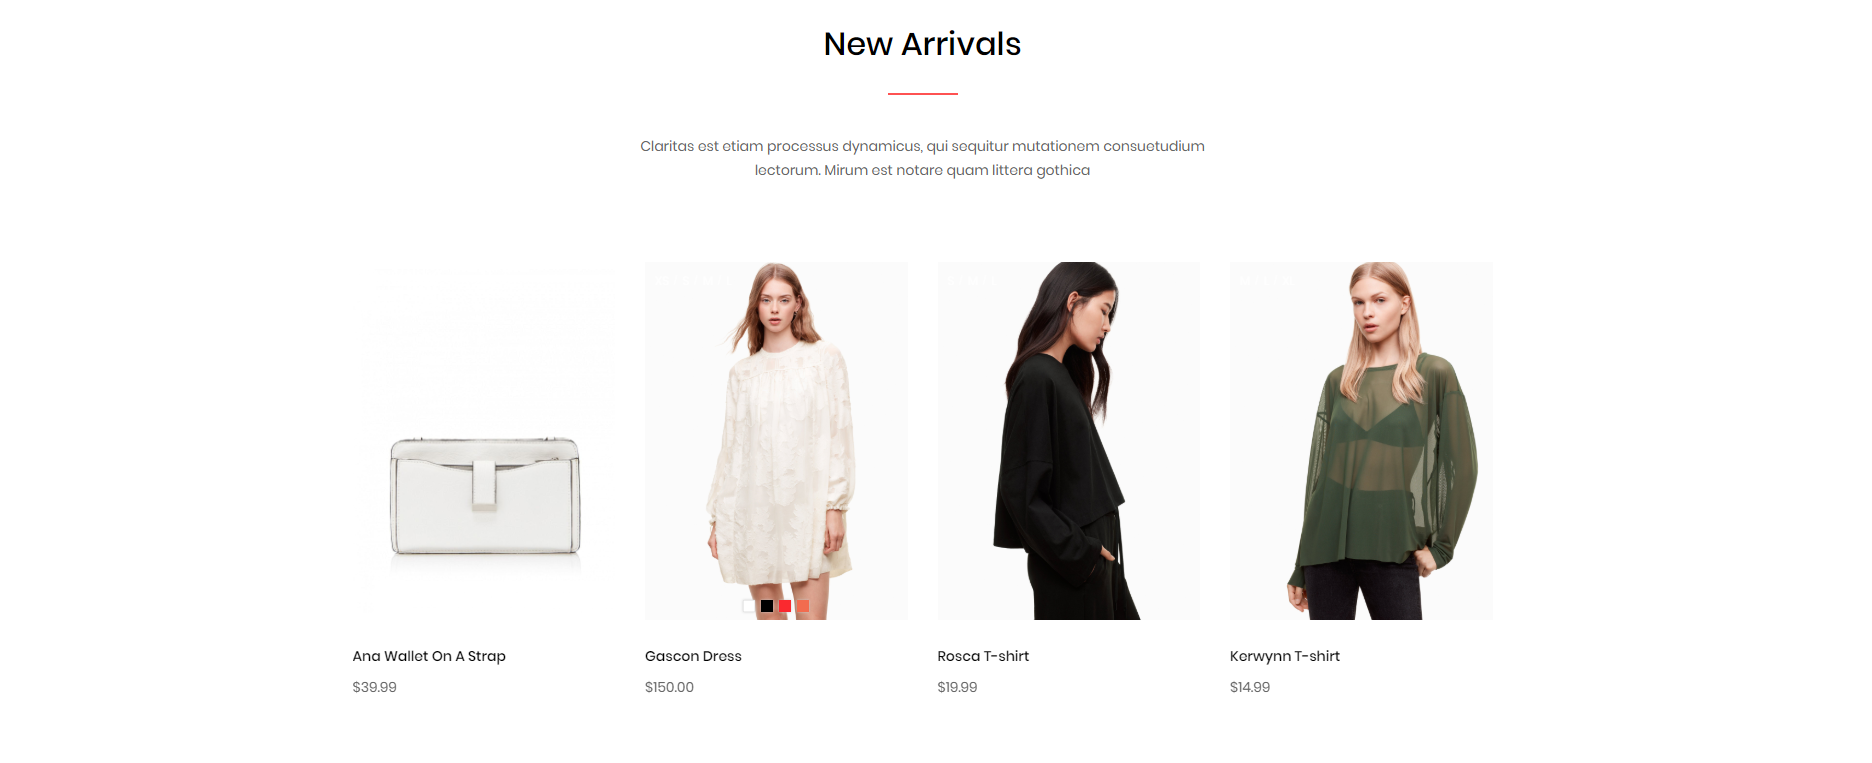 New Arrivals
Claritas est etiam processus dynamicus, qui sequitur mutationem consuetudium
lectorum. Mirum est notare quam littera gothica
Ana Wallet On A Strap
$39.99
Gascon Dress
$150.00
Rosca T-shirt
$19.99
Kerwynn T-shirt
$14.99